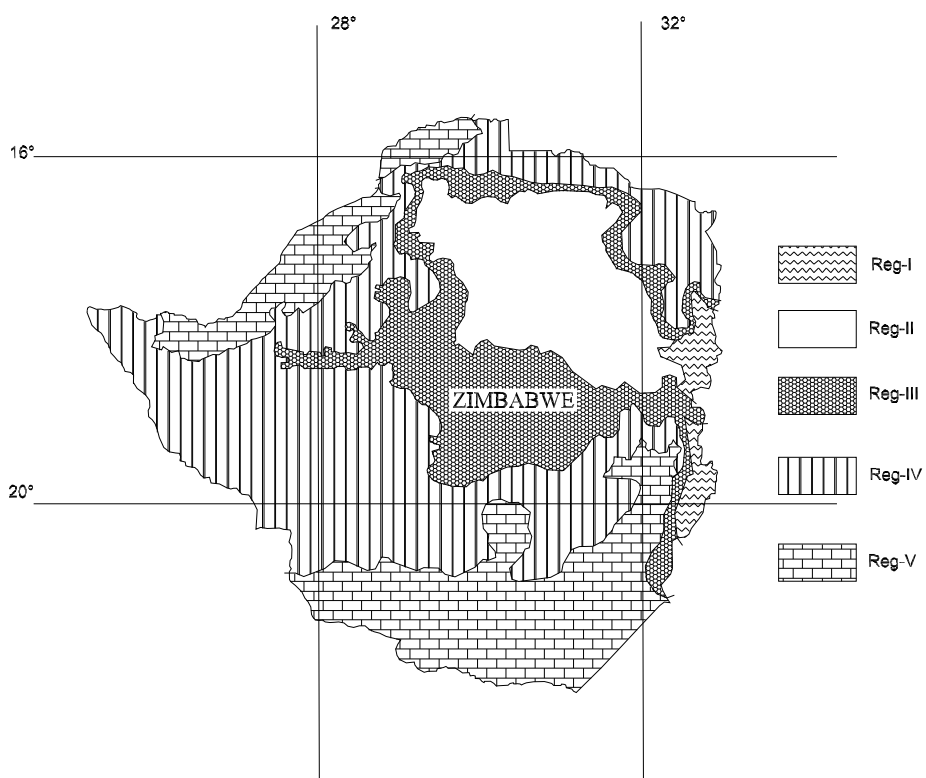 28° 32°
16°
Reg-I
Reg-II
Reg-III
ZIMBABWE
Reg-IV
20°
Reg-V